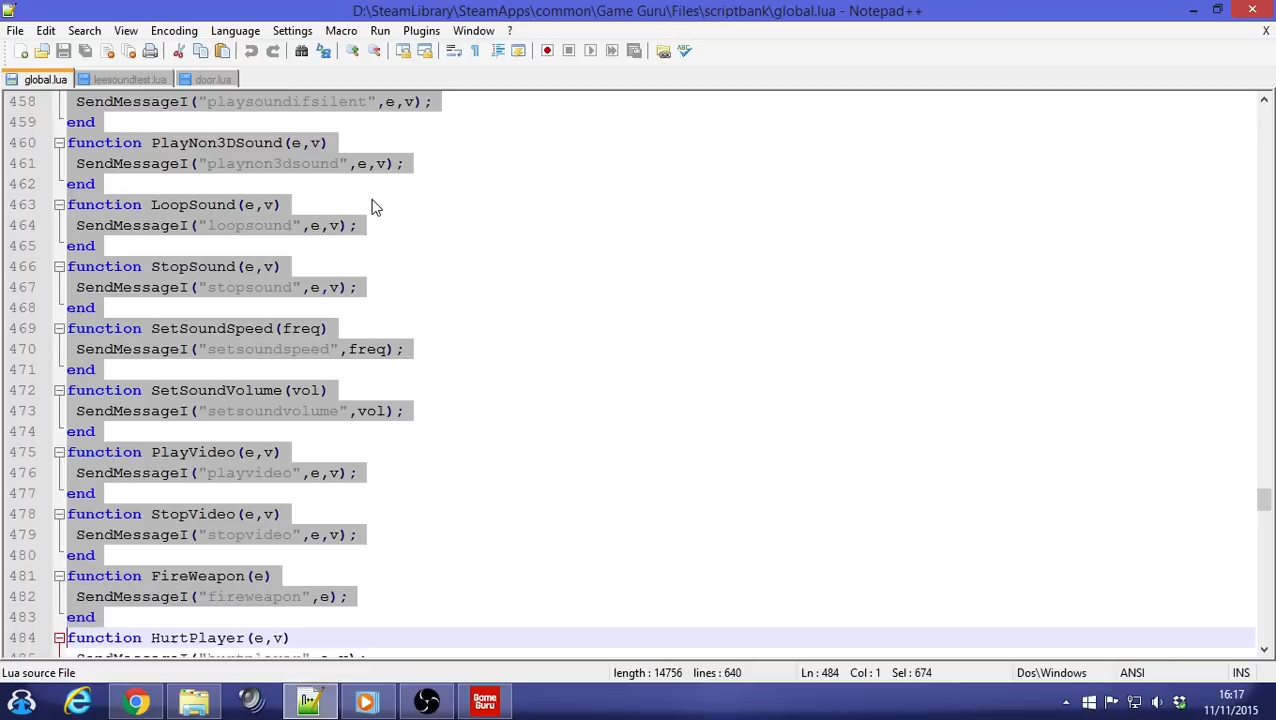 D:\SteamLibrary\SteamApps\common\Game Guru\Files\scriptbank\global.lua - Notepad++
File Edit Search View Encoding Language Settings Macro Run Plugins Window ? X
global.lua leesoundtest.lua door.lua
458 SendMessageI("playsoundifsilent",e,v);
459 end
460 function PlayNon3DSound(e,v)
461 SendMessageI("playnon3dsound",e,v);
462 end
463 function LoopSound(e,v)
464 SendMessageI("loopsound",e,v);
465 end
466 function StopSound(e,v)
467 SendMessageI("stopsound",e,v);
468 end
469 function SetSoundSpeed(freq)
470 SendMessageI("setsoundspeed",freq);
471 end
472 function SetSoundVolume(vol)
473 SendMessageI("setsoundvolume",vol);
474 end
475 function PlayVideo(e,v)
476 SendMessageI("playvideo",e,v);
477 end
478 function StopVideo(e,v)
479 SendMessageI("stopvideo",e,v);
480 end
481 function FireWeapon(e)
482 SendMessageI("fireweapon",e);
483 end
484 function HurtPlayer(e,v)
Lua source File length : 14756 lines : 640 Ln : 484 Col : 1 Sel : 674 Dos\Windows ANSI INS
GAME GURU
16:17
11/11/2015